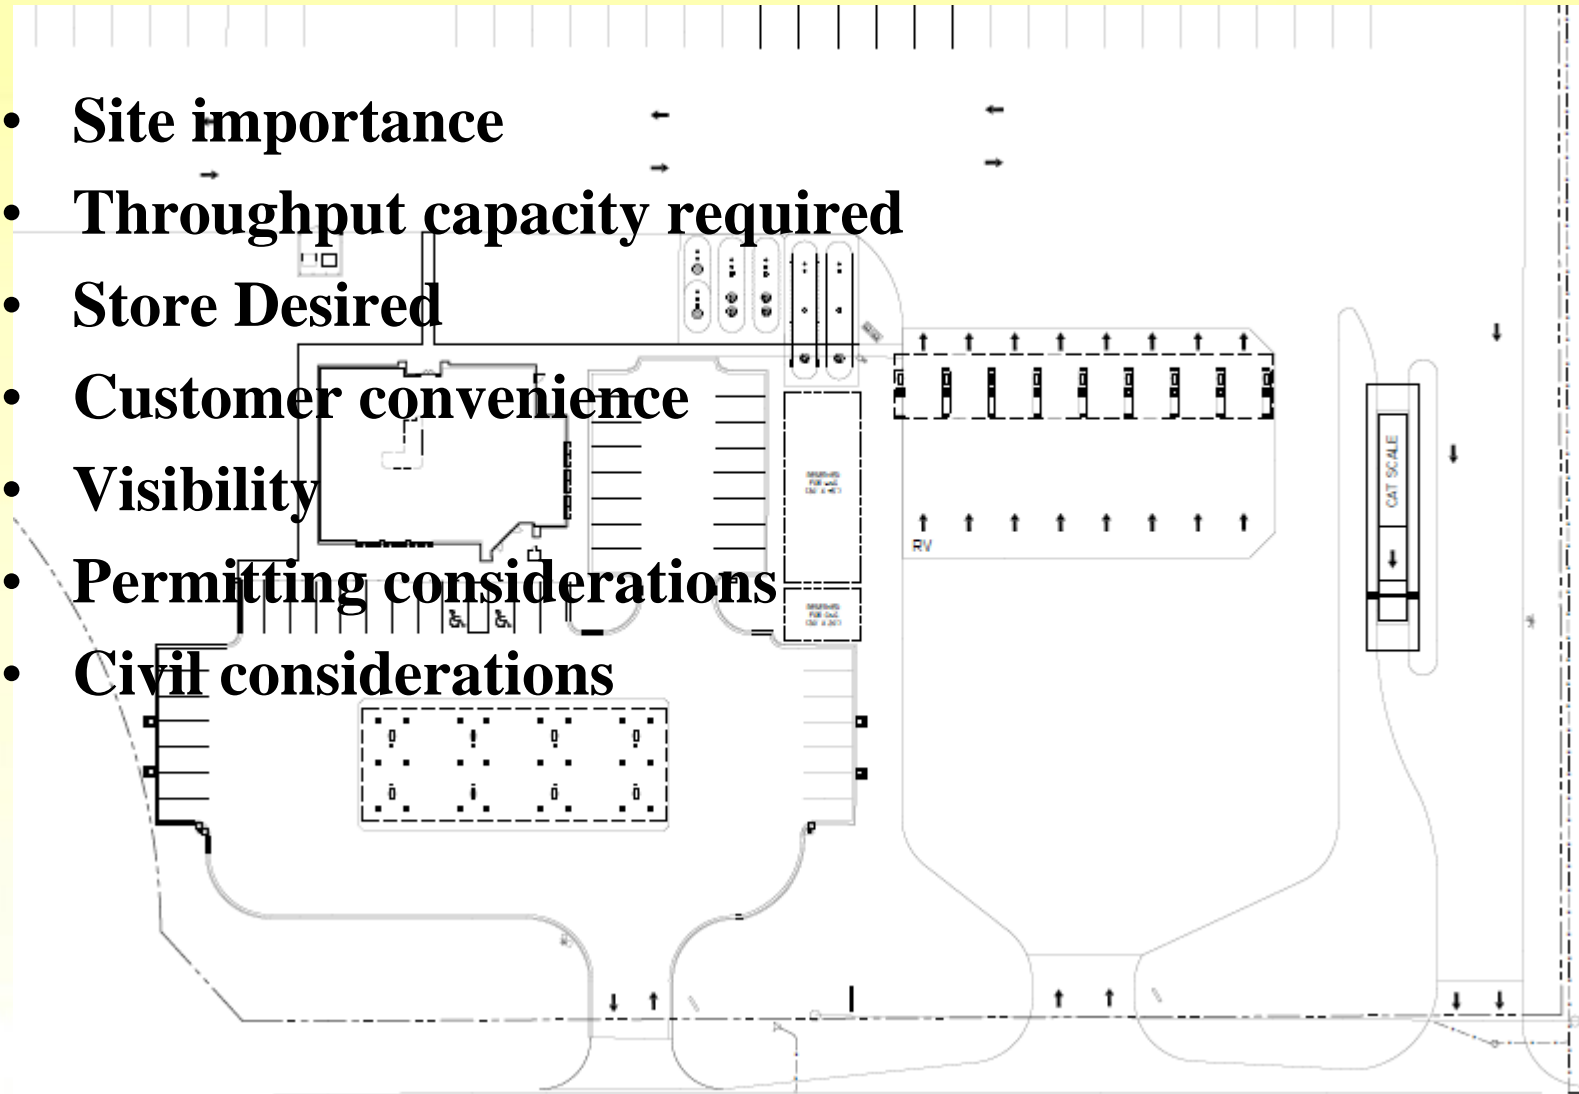 • Site importance
• Throughput capacity required
• Store Desired
• Customer convenience
• Visibility
• Permitting considerations
• Civil considerations
CAT SCALE
RV